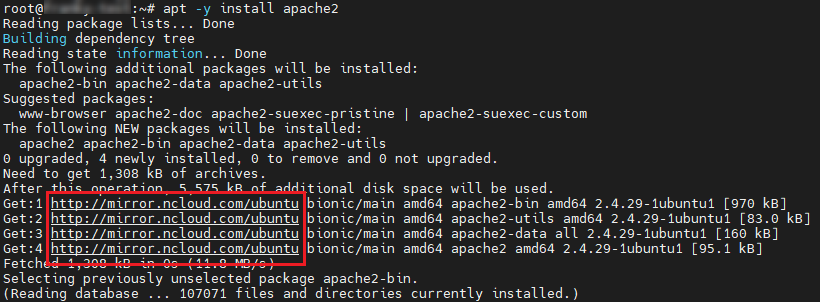 root@:~# apt -y install apache2
Reading package lists... Done
Building dependency tree
Reading state information... Done
The following additional packages will be installed:
  apache2-bin apache2-data apache2-utils
Suggested packages:
  www-browser apache2-doc apache2-suexec-pristine | apache2-suexec-custom
The following NEW packages will be installed:
  apache2 apache2-bin apache2-data apache2-utils
0 upgraded, 4 newly installed, 0 to remove and 0 not upgraded.
Need to get 1,308 kB of archives.
After this operation, 5,575 kB of additional disk space will be used.
Get:1 http://mirror.ncloud.com/ubuntu bionic/main amd64 apache2-bin amd64 2.4.29-1ubuntu1 [970 kB]
Get:2 http://mirror.ncloud.com/ubuntu bionic/main amd64 apache2-utils amd64 2.4.29-1ubuntu1 [83.0 kB]
Get:3 http://mirror.ncloud.com/ubuntu bionic/main amd64 apache2-data all 2.4.29-1ubuntu1 [160 kB]
Get:4 http://mirror.ncloud.com/ubuntu bionic/main amd64 apache2 amd64 2.4.29-1ubuntu1 [95.1 kB]
Fetched 1,308 kB in 0s (11.8 MB/s)
Selecting previously unselected package apache2-bin.
(Reading database ... 107071 files and directories currently installed.)